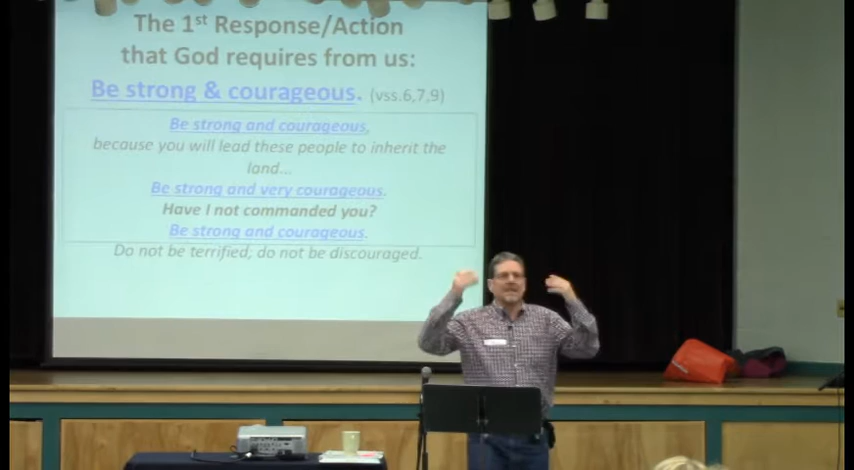 The 1st Response/Action
that God requires from us:
Be strong & courageous. (vss.6,7,9)
Be strong and courageous,
because you will lead these people to inherit the
land...
Be strong and very courageous.
Have I not commanded you?
Be strong and courageous.
Do not be terrified; do not be discouraged.